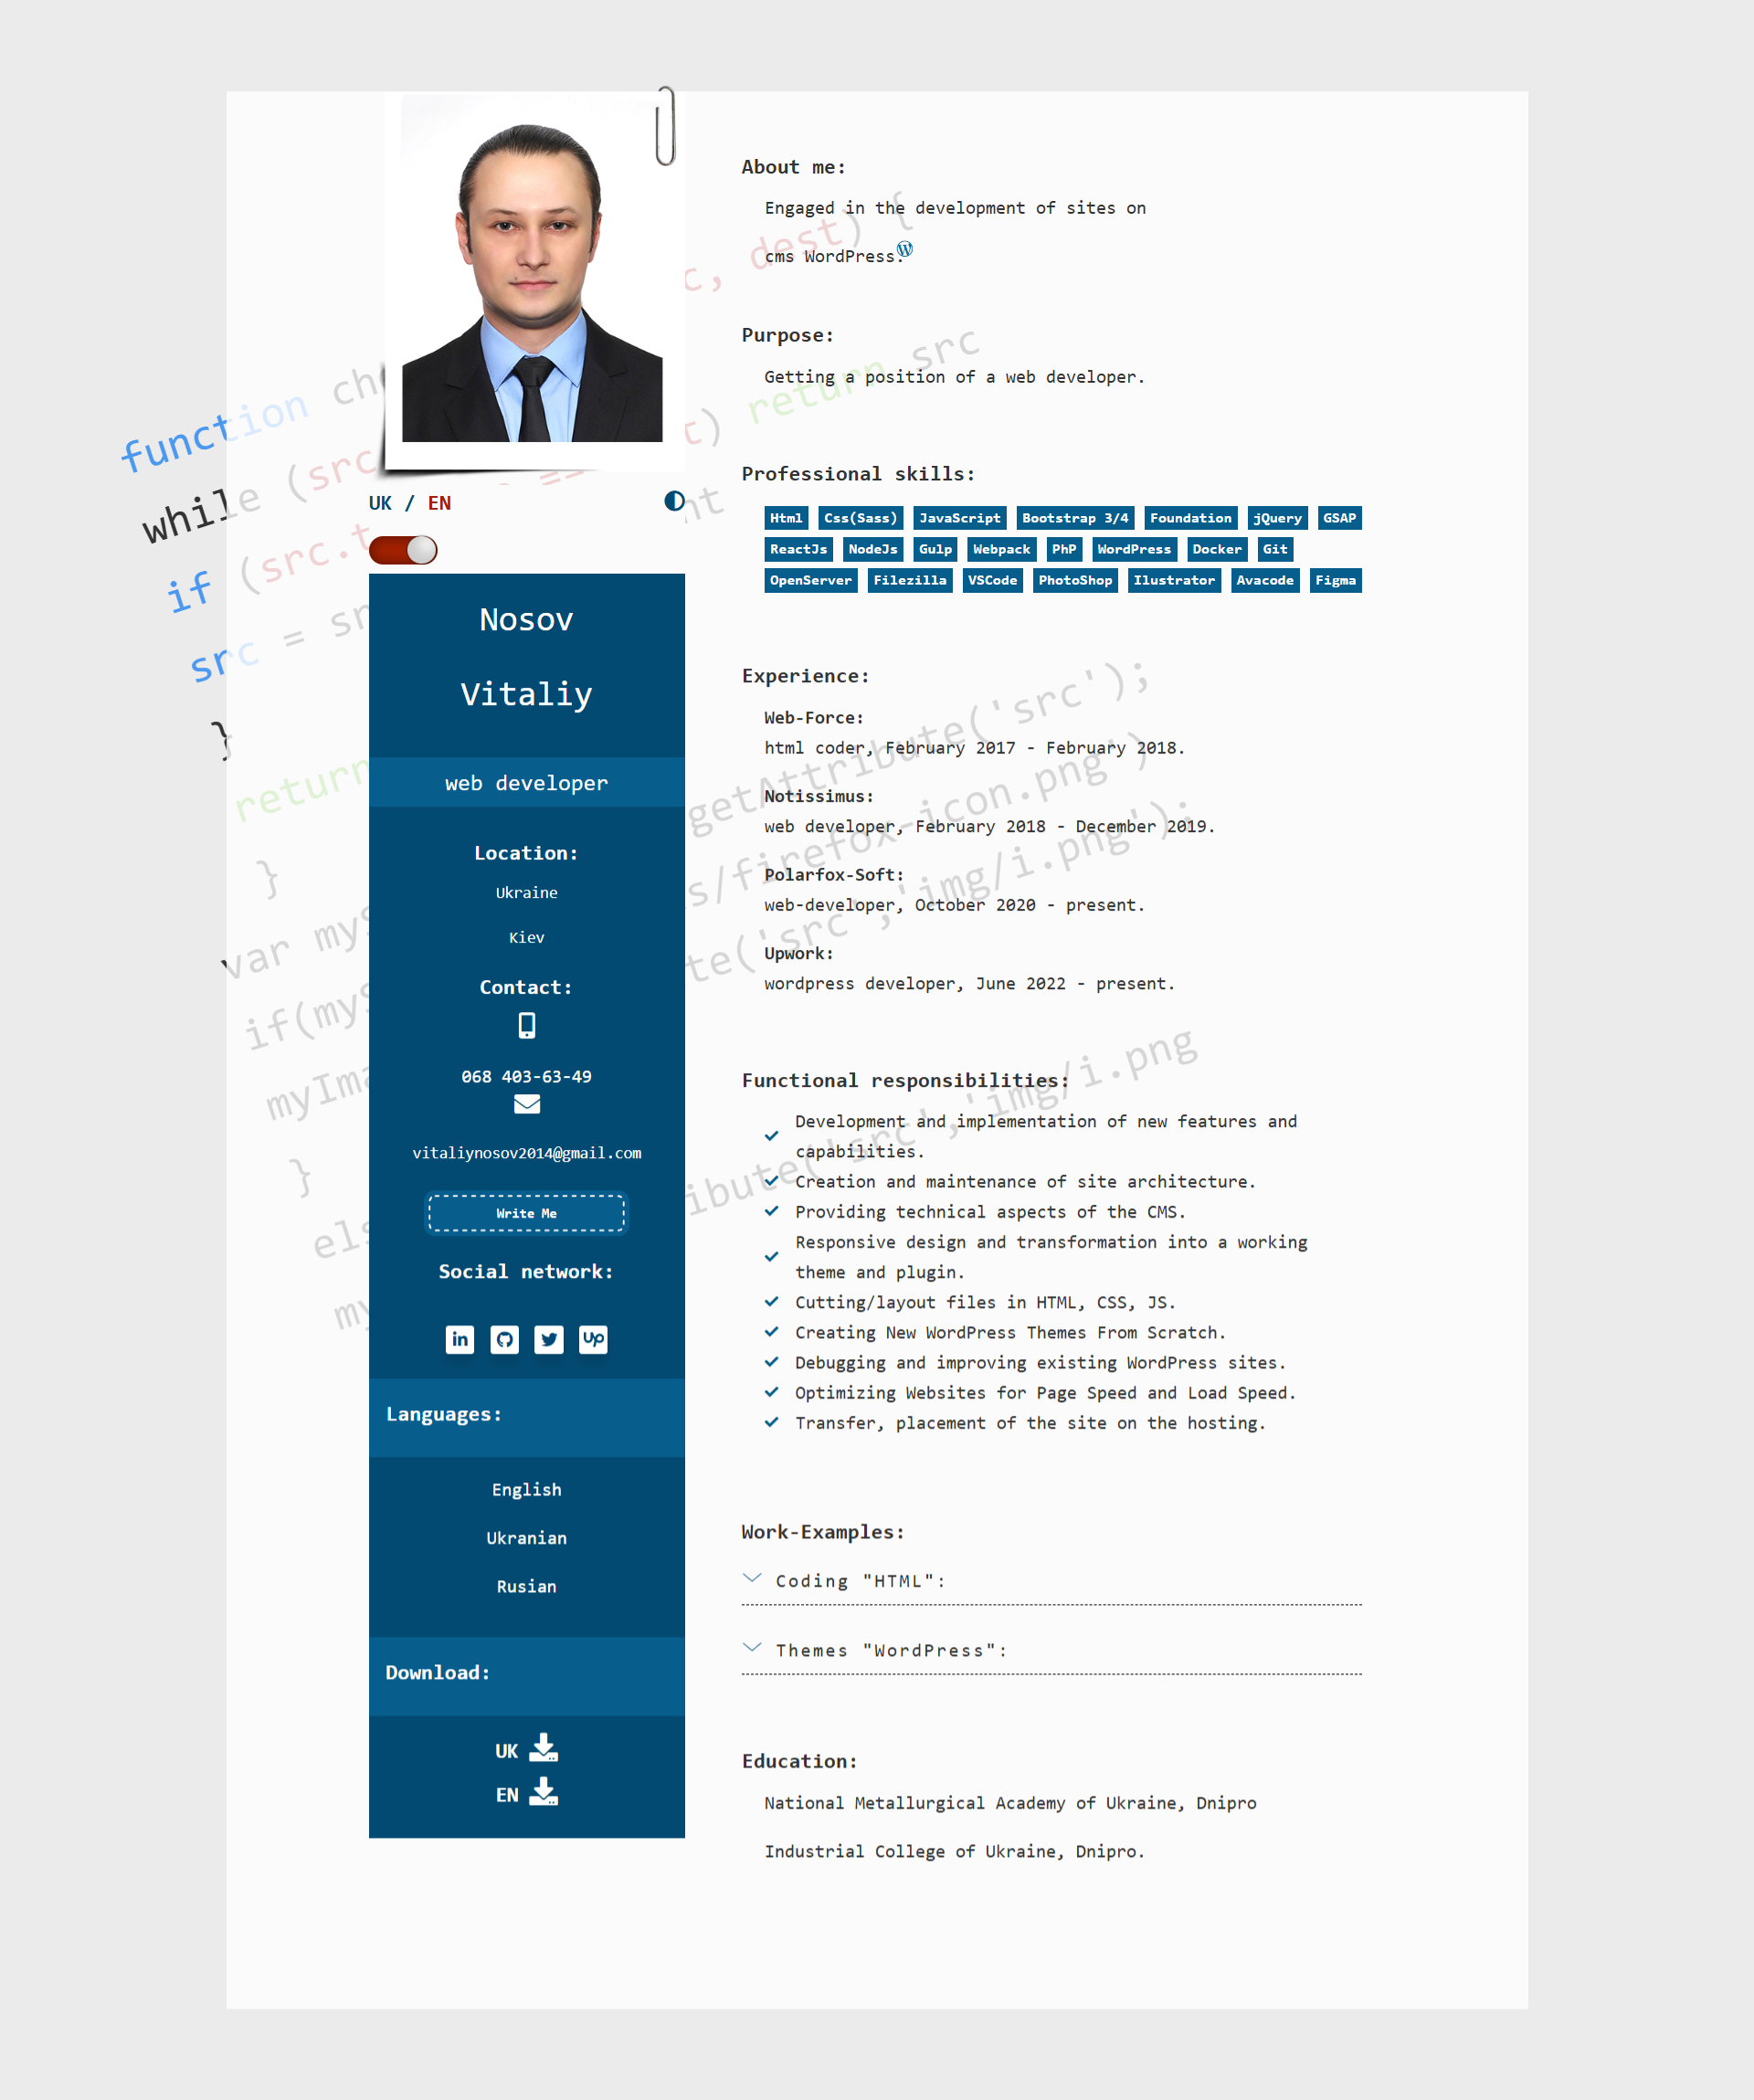 function
while (src
if (src.t
src = sr
}
return
}
var myS
if(myS
myIma
}
els
my
c, dest) {
t) return src
getAttribute('src');
s/firefox-icon.png')
te('src','img/i.png');
ibute('src','img/i.png
UK / EN
Nosov
Vitaliy
web developer
Location:
Ukraine
Kiev
Contact:
068 403-63-49
vitaliynosov2014@gmail.com
Write Me
Social network:
in Up
Languages:
English
Ukranian
Rusian
Download:
UK
EN
About me:
Engaged in the development of sites on
cms WordPress.
Purpose:
Getting a position of a web developer.
Professional skills:
Html Css(Sass) JavaScript Bootstrap 3/4 Foundation jQuery GSAP
ReactJs NodeJs Gulp Webpack PhP WordPress Docker Git
OpenServer Filezilla VSCode PhotoShop Ilustrator Avacode Figma
Experience:
Web-Force:
html coder, February 2017 - February 2018.
Notissimus:
web developer, February 2018 - December 2019.
Polarfox-Soft:
web-developer, October 2020 - present.
Upwork:
wordpress developer, June 2022 - present.
Functional responsibilities:
Development and implementation of new features and
capabilities.
Creation and maintenance of site architecture.
Providing technical aspects of the CMS.
Responsive design and transformation into a working
theme and plugin.
Cutting/layout files in HTML, CSS, JS.
Creating New WordPress Themes From Scratch.
Debugging and improving existing WordPress sites.
Optimizing Websites for Page Speed and Load Speed.
Transfer, placement of the site on the hosting.
Work-Examples:
Coding "HTML":
Themes "WordPress":
Education:
National Metallurgical Academy of Ukraine, Dnipro
Industrial College of Ukraine, Dnipro.